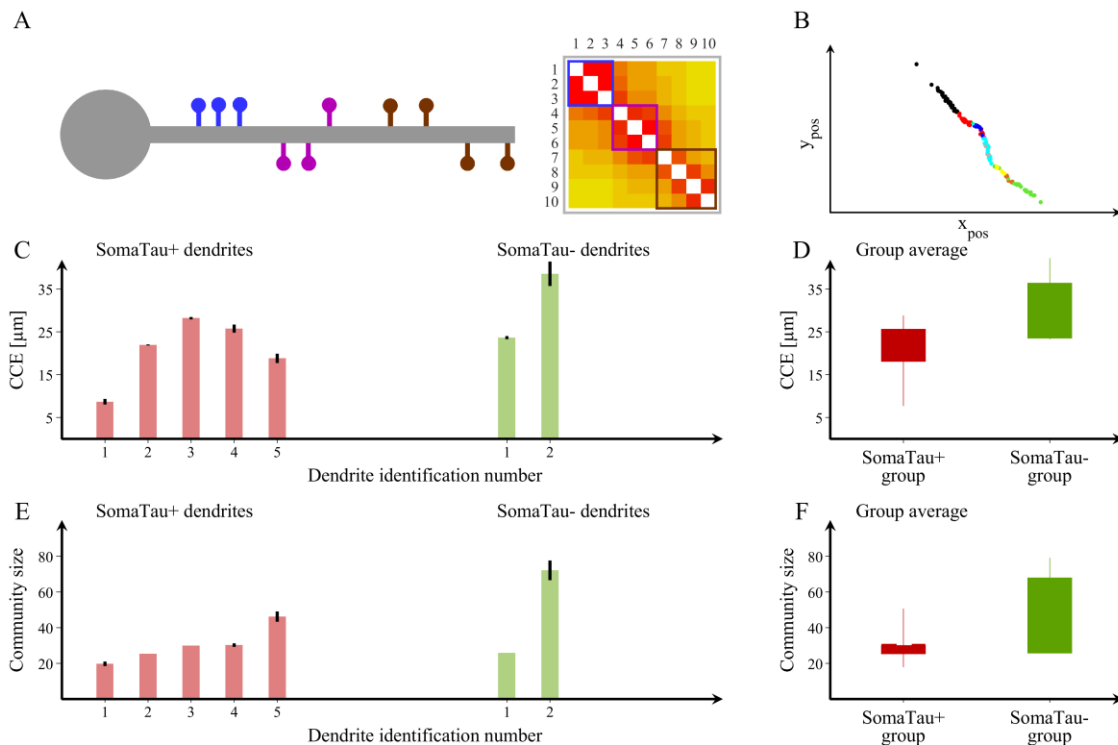 A
1 2 3 4 5 6 7 8 9 10
1
2
3
4
5
6
7
8
9
10
B
y_pos
x_pos
C
SomaTau+ dendrites
SomaTau- dendrites
CCE [µm]
35
25
15
5
1 2 3 4 5
1 2
Dendrite identification number
D
Group average
CCE [µm]
35
25
15
5
SomaTau+
group
SomaTau-
group
E
SomaTau+ dendrites
SomaTau- dendrites
Community size
80
60
40
20
1 2 3 4 5
1 2
Dendrite identification number
F
Group average
Community size
80
60
40
20
SomaTau+
group
SomaTau-
group